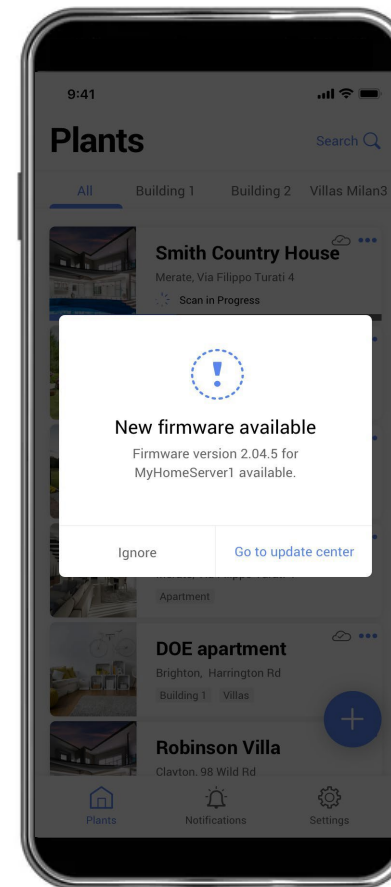 9:41
Plants
Search
All Building 1 Building 2 Villas Milan3
Smith Country House
Merate, Via Filippo Turati 4
Scan in Progress
New firmware available
Firmware version 2.04.5 for
MyHomeServer1 available.
Ignore Go to update center
Apartment
DOE apartment
Brighton, Harrington Rd
Building 1 Villas
Robinson Villa
Clayton, 98 Wild Rd
Plants Notifications Settings